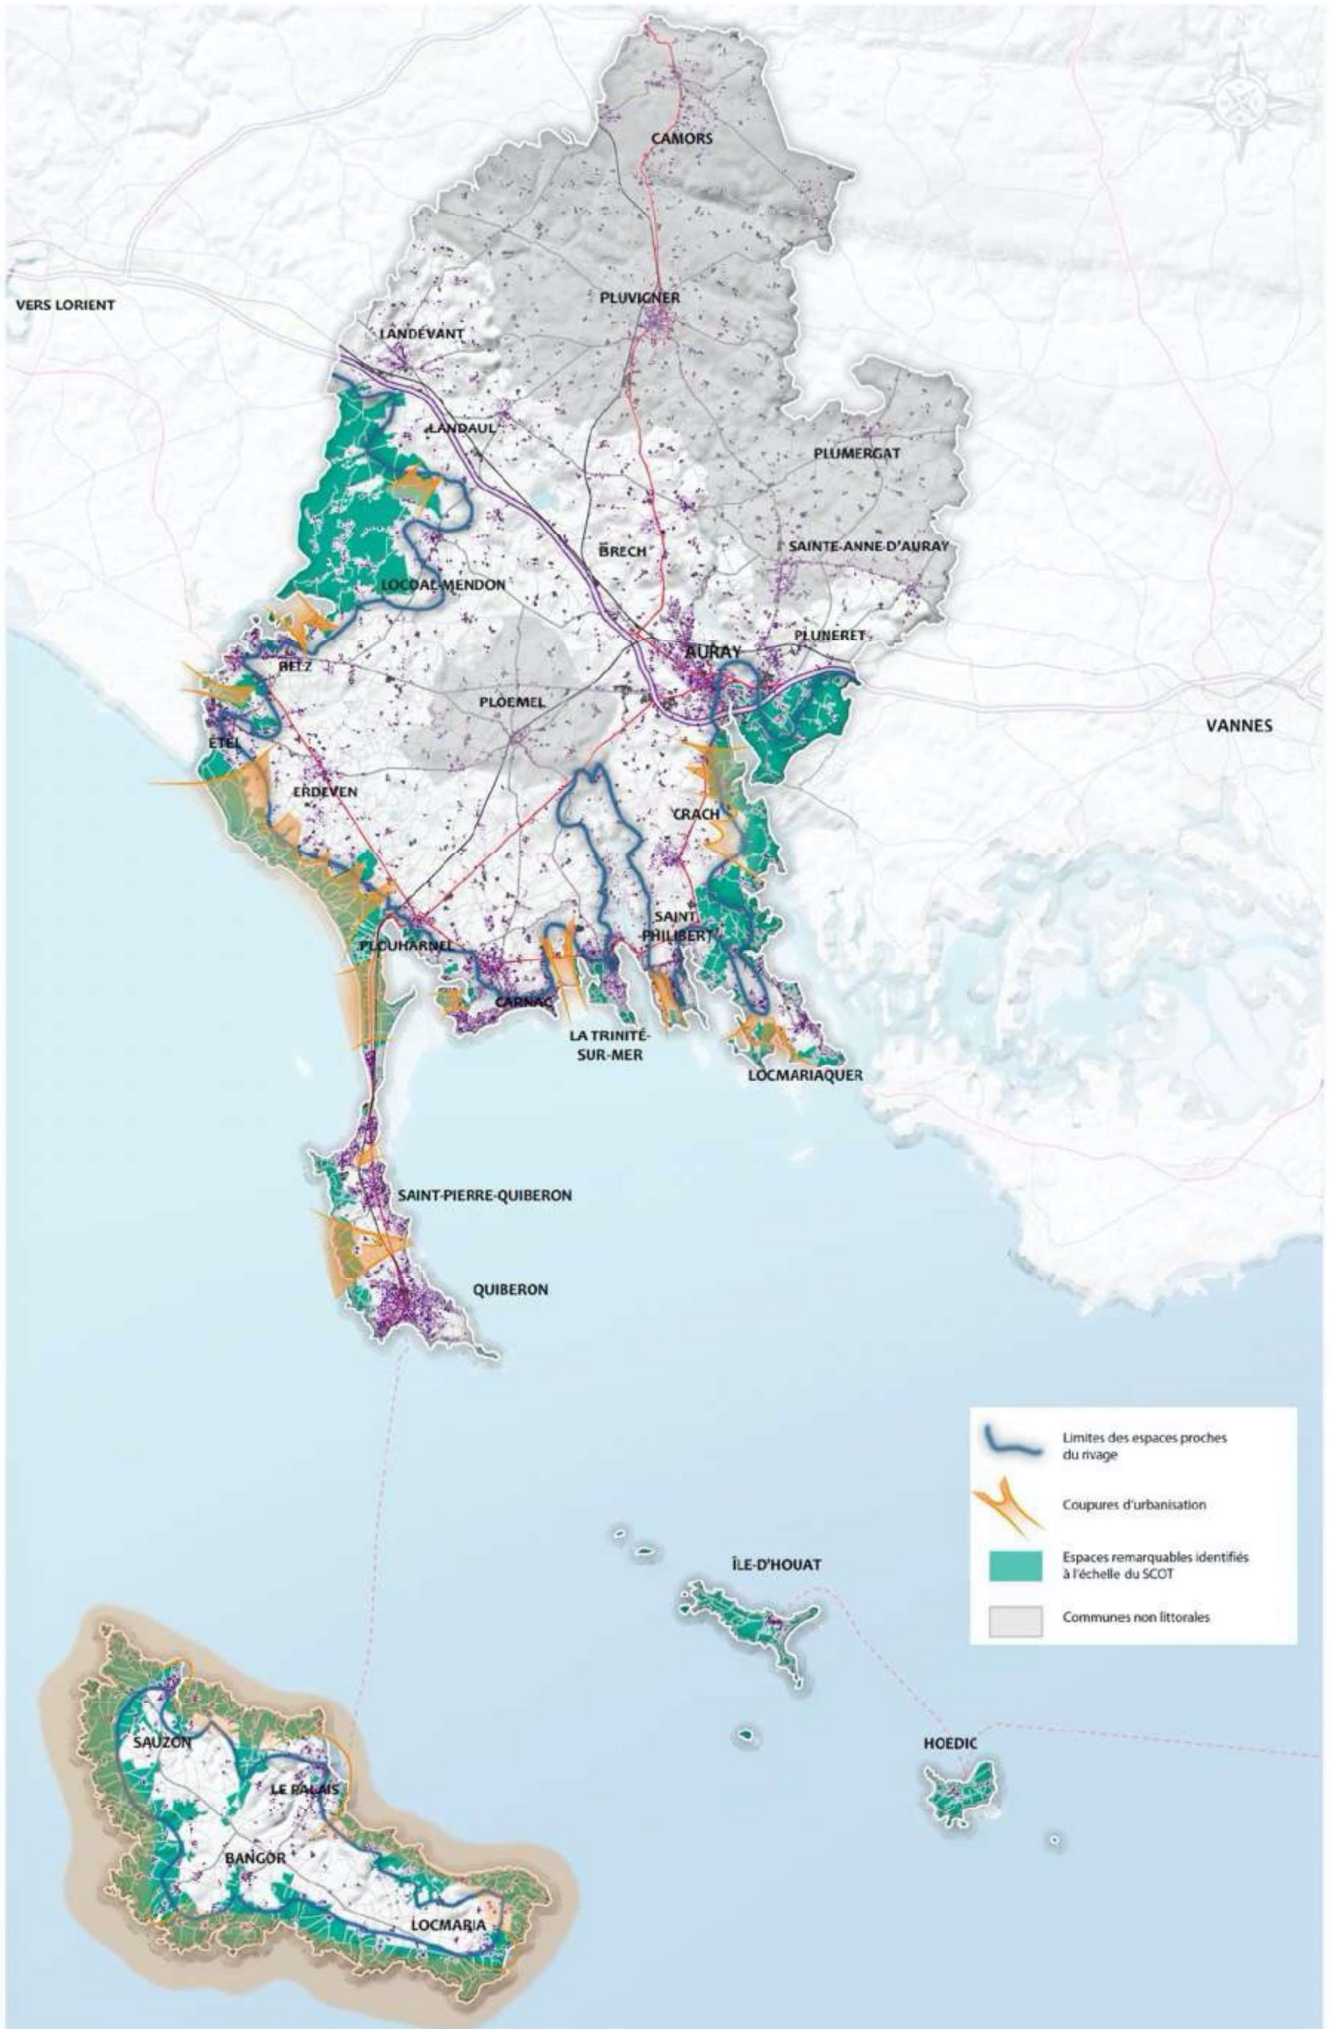 CAMORS
VERS LORIENT
PLUVIGNER
LANDÉVANT
LANDAUL
PLUMERGAT
BRECH
SAINTE-ANNE-D'AURAY
LOCOAL-MENDON
PLUNERET
AURAY
BELZ
PLOEMEL
VANNES
ETEL
ERDEVEN
CRACH
SAINT
PHILIBERT
PLOUHARNEL
CARNAC
LA TRINITÉ-
SUR-MER
LOCMARIAQUER
SAINT-PIERRE-QUIBERON
QUIBERON
Limites des espaces proches
du rivage
Coupures d'urbanisation
Espaces remarquables identifiés
à l'échelle du SCOT
Communes non littorales
ÎLE-D'HOUAT
HOEDIC
SAUZON
LE PALAIS
BANGOR
LOCMARIA